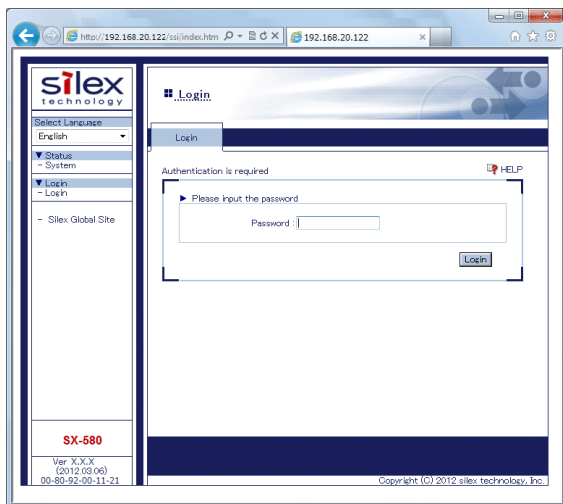 http://192.168.20.122/ssi/index.htm
192.168.20.122
silex
technology
Select Language
English
▼ Status
- System
▼ Login
- Login
- Silex Global Site
SX-580
Ver X.X.X
(2012.03.06)
00-80-92-00-11-21
Login
Login
Authentication is required
HELP
▶ Please input the password
Password :
Login
Copyright (C) 2012 silex technology, Inc.